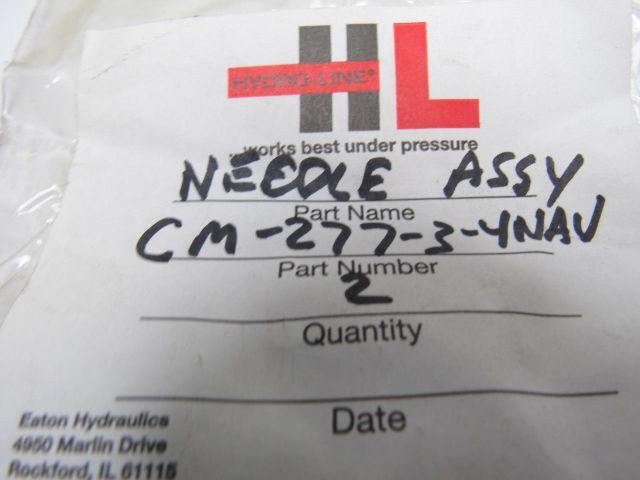 HL
HYDRO-LINE®
...works best under pressure
NEEDLE ASSY
Part Name
CM-277-3-4NAV
Part Number
2
Quantity
Date
Eaton Hydraulics
4950 Marlin Drive
Rockford, IL 61115